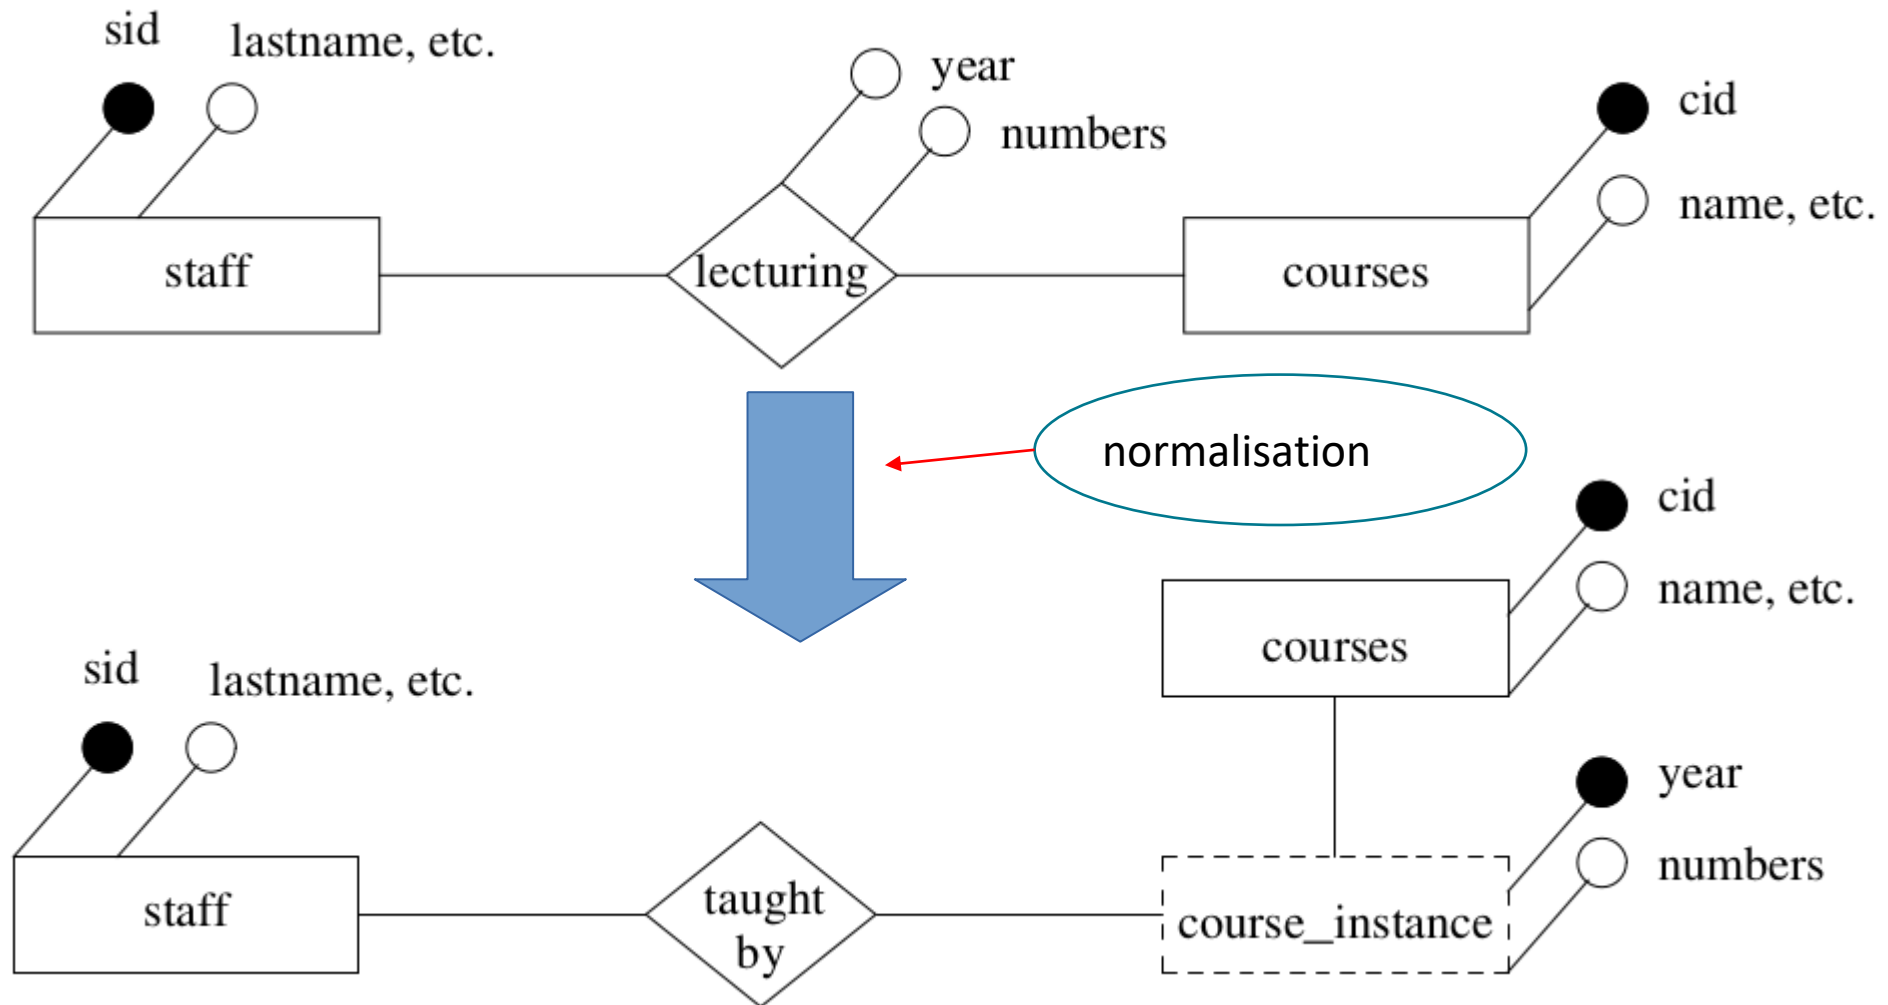 sid
lastname, etc.
year
numbers
cid
name, etc.
staff
lecturing
courses
normalisation
cid
name, etc.
courses
sid
lastname, etc.
year
numbers
staff
taught
by
course_instance